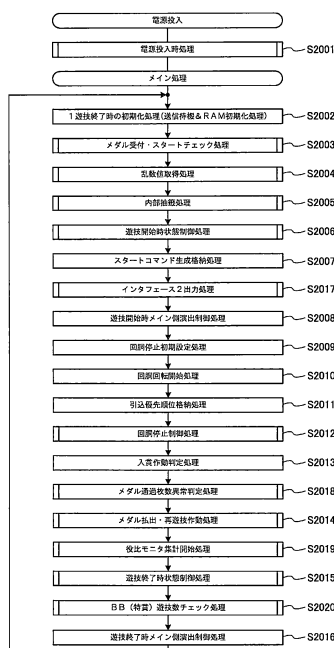 電源投入
電源投入時処理 S2001
メイン処理
1遊技終了時の初期化処理(送信待機&RAM初期化処理) S2002
メダル受付・スタートチェック処理 S2003
乱数値取得処理 S2004
内部抽籤処理 S2005
遊技開始時状態制御処理 S2006
スタートコマンド生成格納処理 S2007
インタフェース2出力処理 S2017
遊技開始時メイン側演出制御処理 S2008
回胴停止初期設定処理 S2009
回胴回転開始処理 S2010
引込優先順位格納処理 S2011
回胴停止制御処理 S2012
入賞作動判定処理 S2013
メダル通過枚数異常判定処理 S2018
メダル払出・再遊技作動処理 S2014
役比モニタ集計開始処理 S2019
遊技終了時状態制御処理 S2015
BB(特賞)遊技数チェック処理 S2020
遊技終了時メイン側演出制御処理 S2016